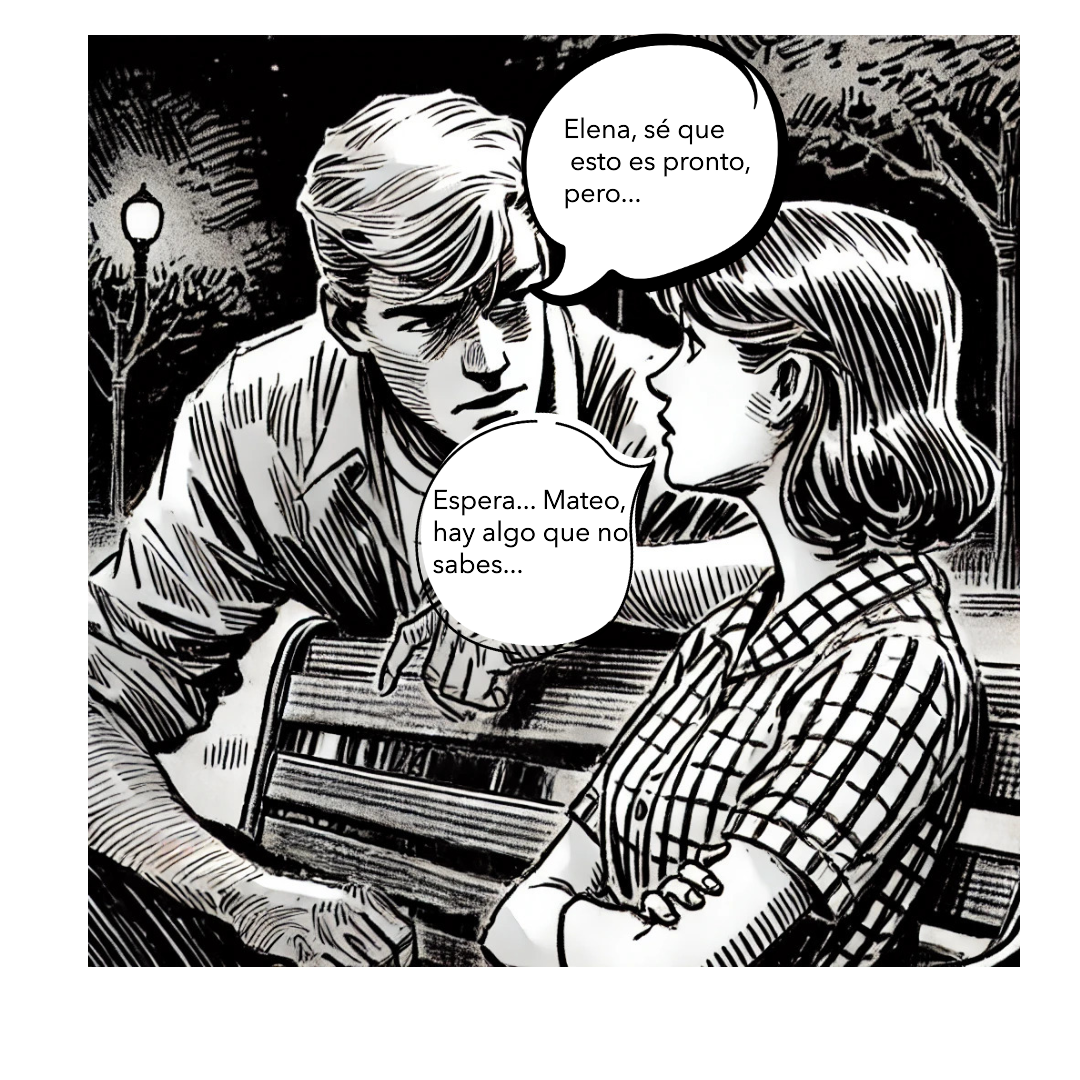 Elena, sé que
esto es pronto,
pero...
Espera... Mateo,
hay algo que no
sabes...